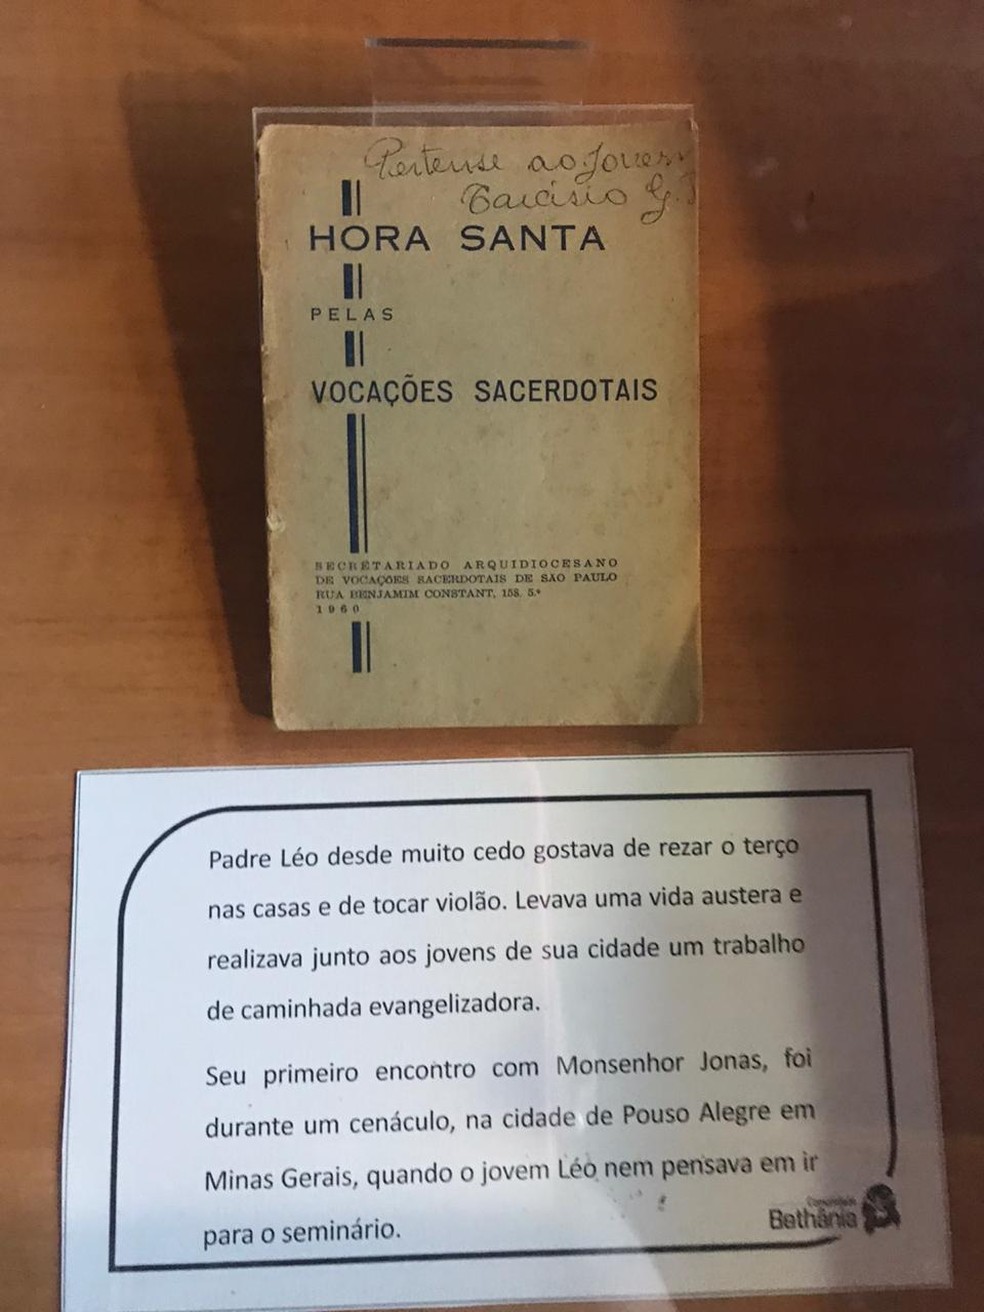 Pertense ao Jovem
Tarcísio G.
HORA SANTA
PELAS
VOCAÇÕES SACERDOTAIS
SECRETARIADO ARQUIDIOCESANO
DE VOCAÇÕES SACERDOTAIS DE SÃO PAULO
RUA BENJAMIM CONSTANT, 158, 5.º
1960
Padre Léo desde muito cedo gostava de rezar o terço
nas casas e de tocar violão. Levava uma vida austera e
realizava junto aos jovens de sua cidade um trabalho
de caminhada evangelizadora.
Seu primeiro encontro com Monsenhor Jonas, foi
durante um cenáculo, na cidade de Pouso Alegre em
Minas Gerais, quando o jovem Léo nem pensava em ir
para o seminário.
Comunidade
Bethânia